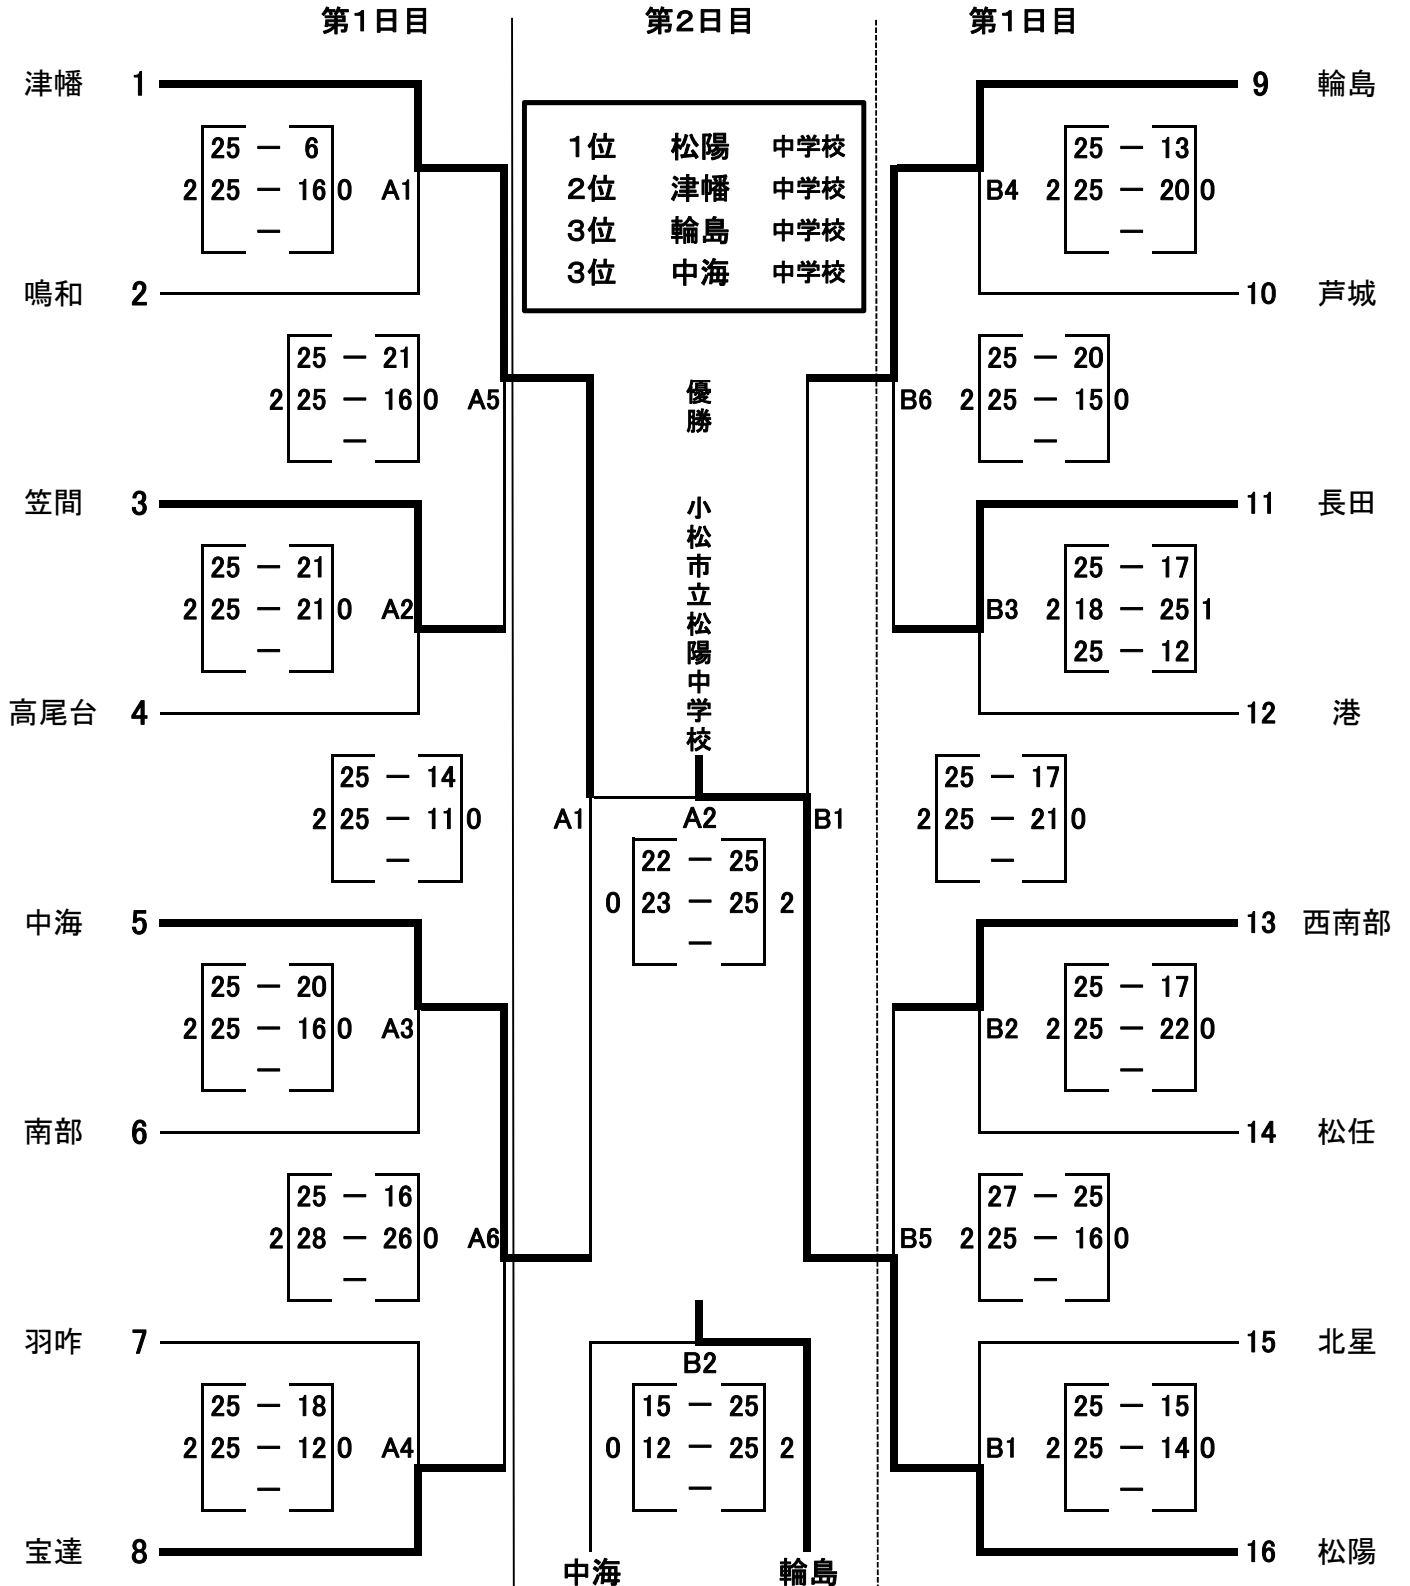 第1日目 第2日目 第1日目
津幡 1 9 輪島
1位 松陽 中学校
2位 津幡 中学校
3位 輪島 中学校
3位 中海 中学校
25 － 6 25 － 13
2 25 － 16 0 A1 B4 2 25 － 20 0
－ －
鳴和 2 10 芦城
25 － 21 25 － 20
2 25 － 16 0 A5 B6 2 25 － 15 0
－ －
優勝 小松市立松陽中学校
笠間 3 11 長田
25 － 21 25 － 17
2 25 － 21 0 A2 B3 2 18 － 25 1
－ 25 － 12
高尾台 4 12 港
25 － 14 25 － 17
2 25 － 11 0 A1 A2 B1 2 25 － 21 0
－ －
22 － 25
0 23 － 25 2
－
中海 5 13 西南部
25 － 20 25 － 17
2 25 － 16 0 A3 B2 2 25 － 22 0
－ －
南部 6 14 松任
25 － 16 27 － 25
2 28 － 26 0 A6 B5 2 25 － 16 0
－ －
羽咋 7 15 北星
B2
25 － 18 15 － 25 25 － 15
2 25 － 12 0 A4 0 12 － 25 2 B1 2 25 － 14 0
－ － －
宝達 8 16 松陽
中海 輪島